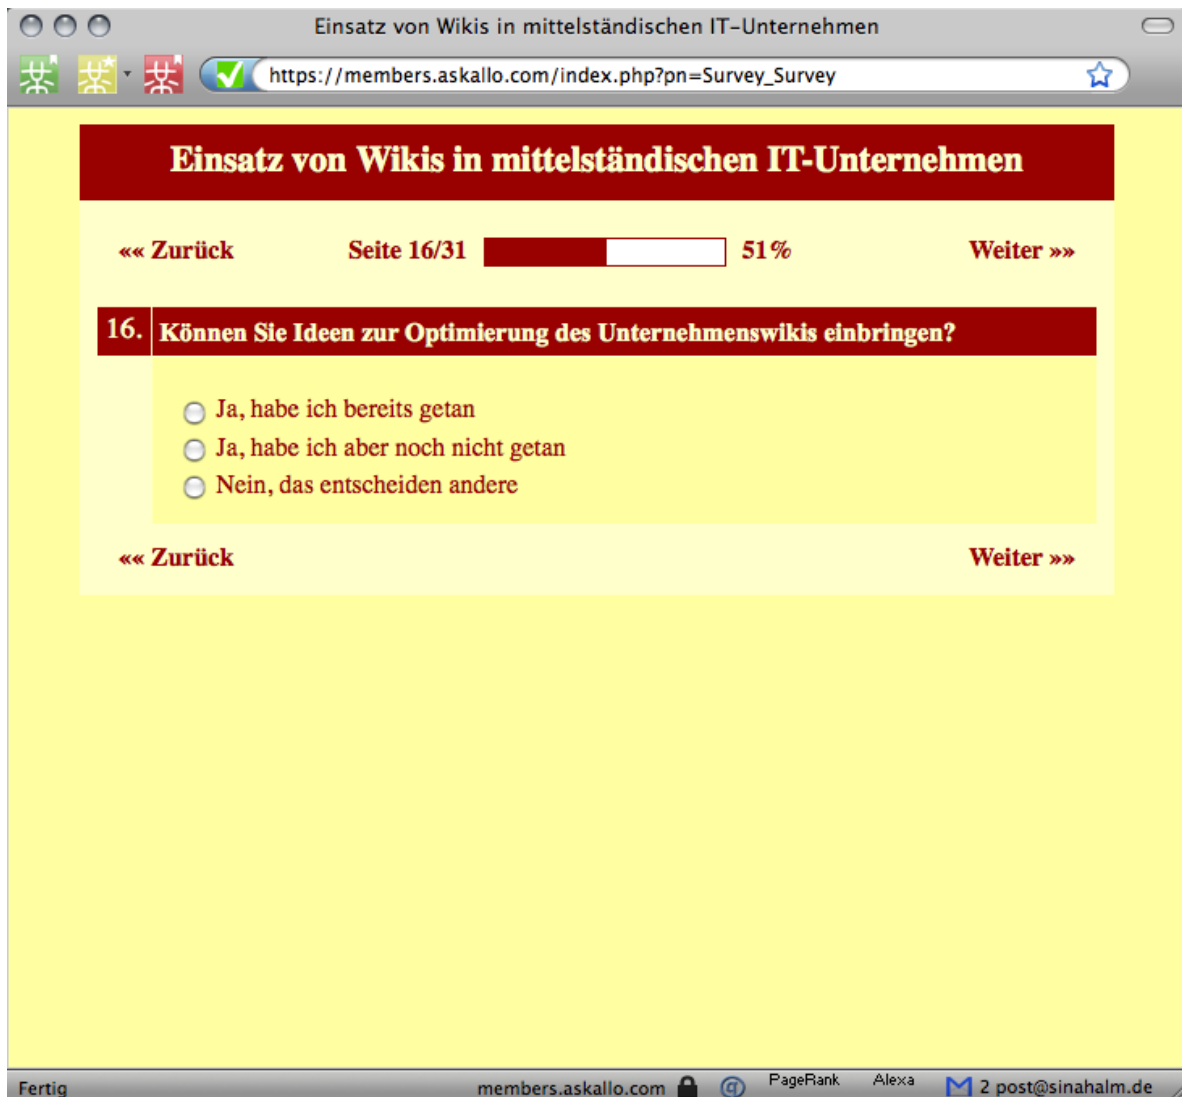 Einsatz von Wikis in mittelständischen IT-Unternehmen
https://members.askallo.com/index.php?pn=Survey_Survey
Einsatz von Wikis in mittelständischen IT-Unternehmen
«« Zurück Seite 16/31 51% Weiter »»
16. Können Sie Ideen zur Optimierung des Unternehmenswikis einbringen?
Ja, habe ich bereits getan
Ja, habe ich aber noch nicht getan
Nein, das entscheiden andere
«« Zurück Weiter »»
Fertig members.askallo.com @ PageRank Alexa 2 post@sinahalm.de